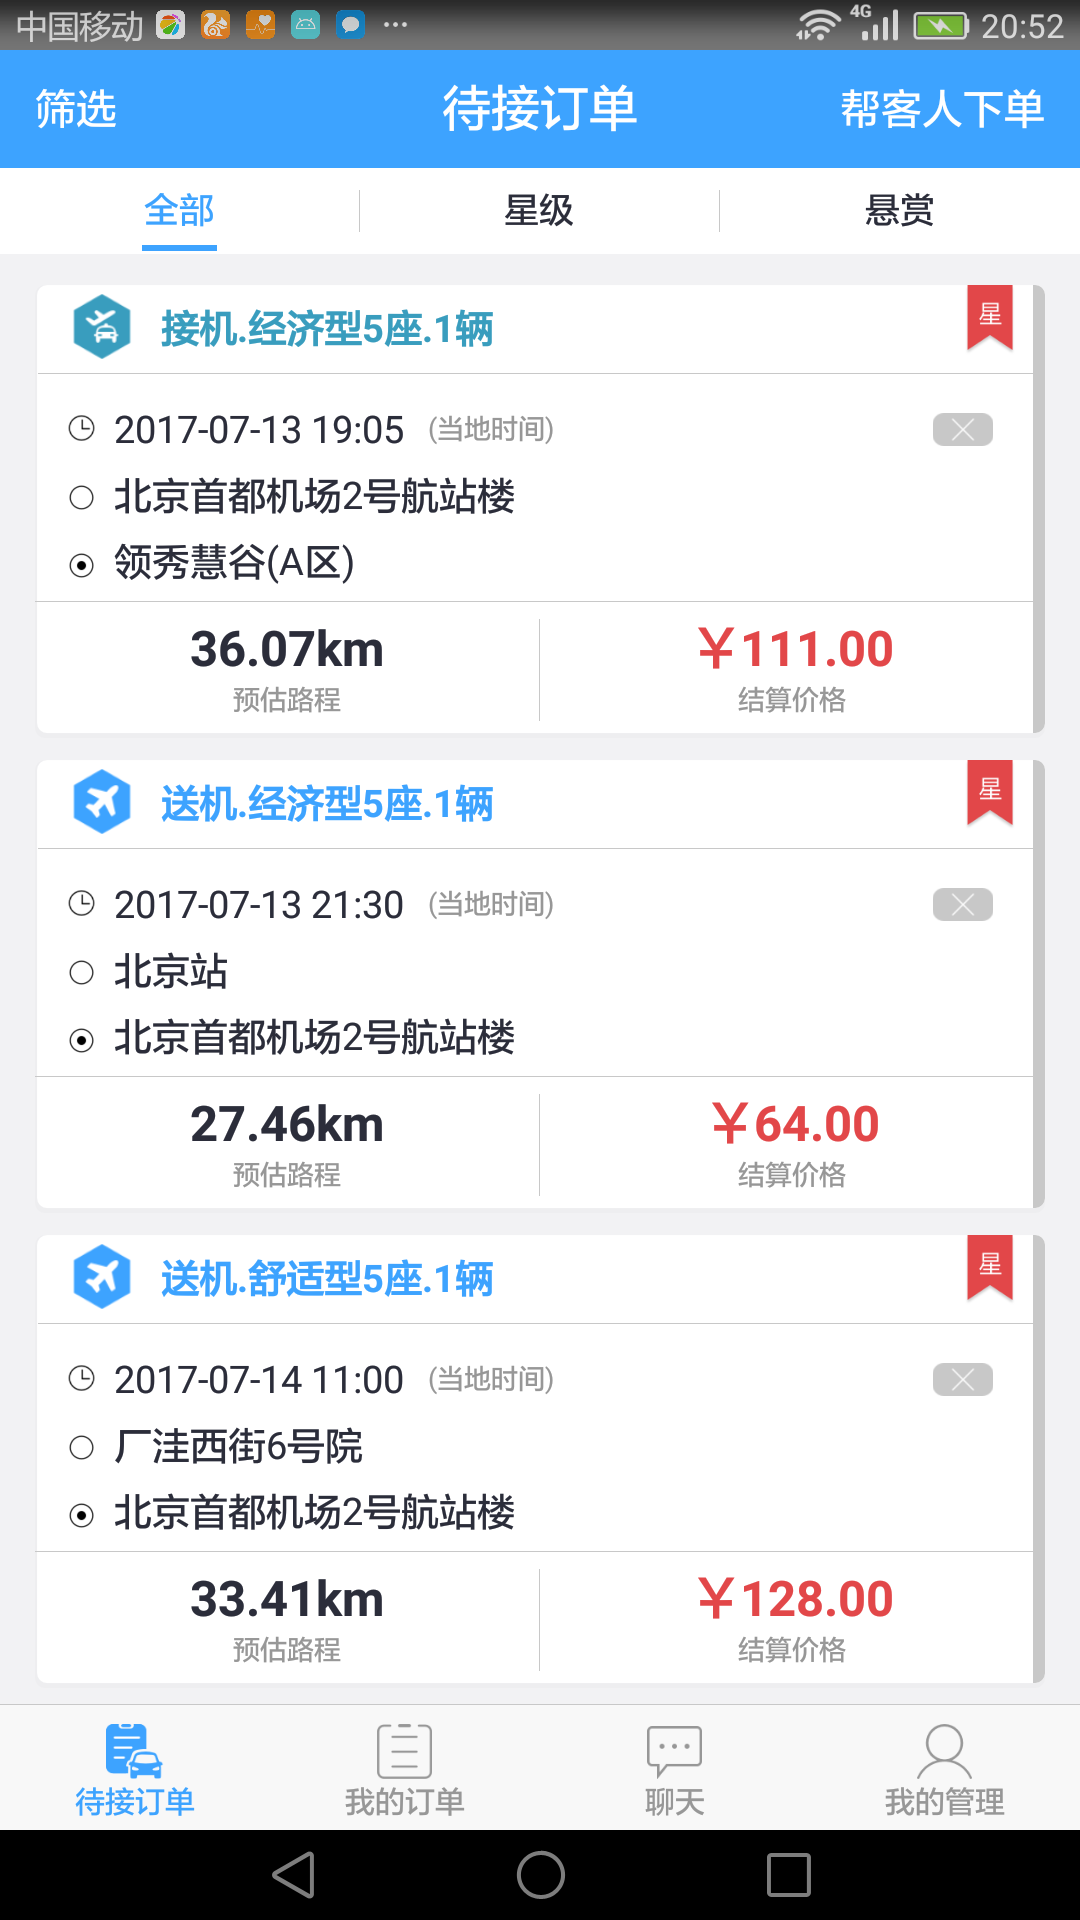 中国移动 4G 20:52
筛选 待接订单 帮客人下单
全部 星级 悬赏
接机.经济型5座.1辆 星
2017-07-13 19:05 (当地时间)
北京首都机场2号航站楼
领秀慧谷(A区)
36.07km ￥111.00
预估路程 结算价格
送机.经济型5座.1辆 星
2017-07-13 21:30 (当地时间)
北京站
北京首都机场2号航站楼
27.46km ￥64.00
预估路程 结算价格
送机.舒适型5座.1辆 星
2017-07-14 11:00 (当地时间)
厂洼西街6号院
北京首都机场2号航站楼
33.41km ￥128.00
预估路程 结算价格
待接订单 我的订单 聊天 我的管理